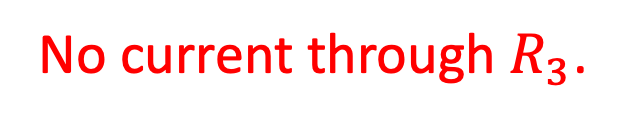 No current through R₃.